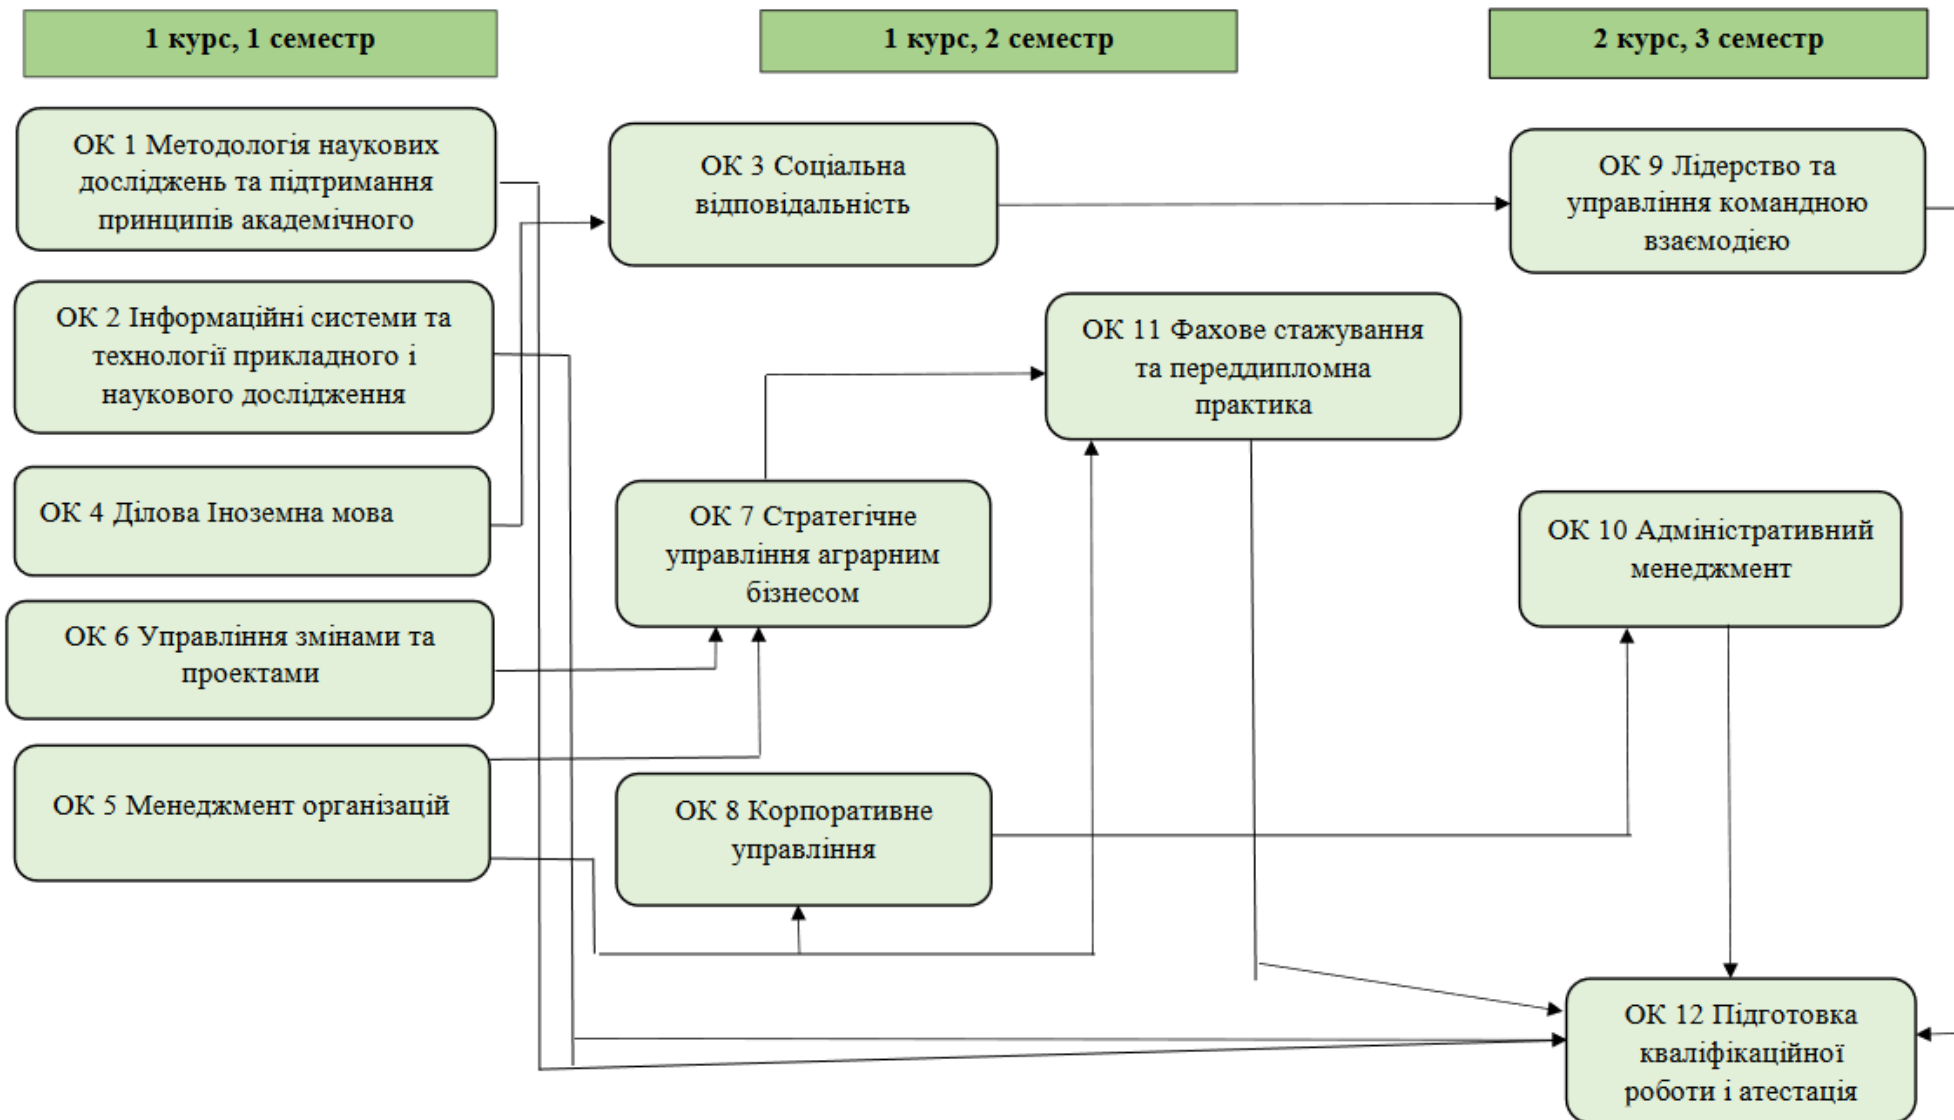 1 курс, 1 семестр
1 курс, 2 семестр
2 курс, 3 семестр
ОК 1 Методологія наукових
досліджень та підтримання
принципів академічного
ОК 2 Інформаційні системи та
технології прикладного і
наукового дослідження
ОК 4 Ділова Іноземна мова
ОК 6 Управління змінами та
проектами
ОК 5 Менеджмент організацій
ОК 3 Соціальна
відповідальність
ОК 11 Фахове стажування
та переддипломна
практика
ОК 7 Стратегічне
управління аграрним
бізнесом
ОК 8 Корпоративне
управління
ОК 9 Лідерство та
управління командною
взаємодією
ОК 10 Адміністративний
менеджмент
ОК 12 Підготовка
кваліфікаційної
роботи і атестація